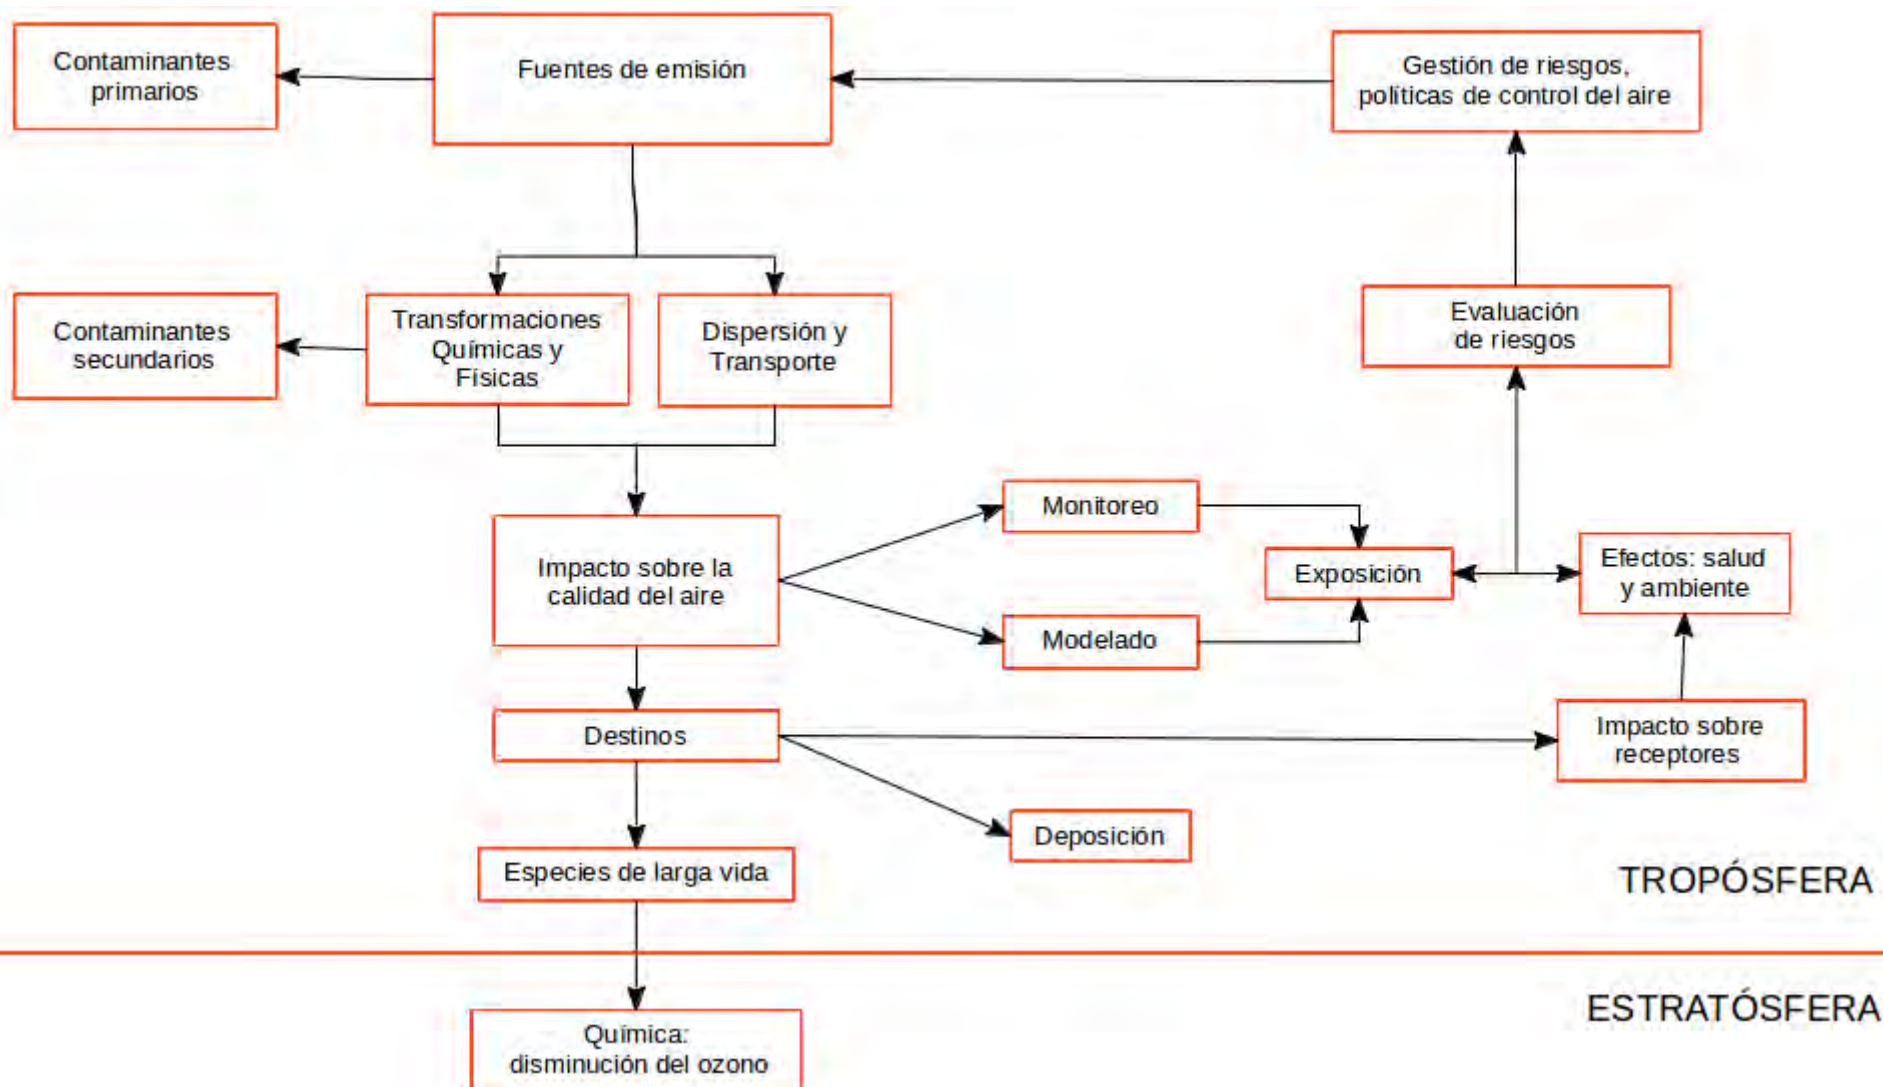 Contaminantes
primarios
Fuentes de emisión
Gestión de riesgos,
políticas de control del aire
Contaminantes
secundarios
Transformaciones
Químicas y
Físicas
Dispersión y
Transporte
Evaluación
de riesgos
Impacto sobre la
calidad del aire
Monitoreo
Modelado
Exposición
Efectos: salud
y ambiente
Destinos
Impacto sobre
receptores
Deposición
Especies de larga vida
TROPÓSFERA
ESTRATÓSFERA
Química:
disminución del ozono